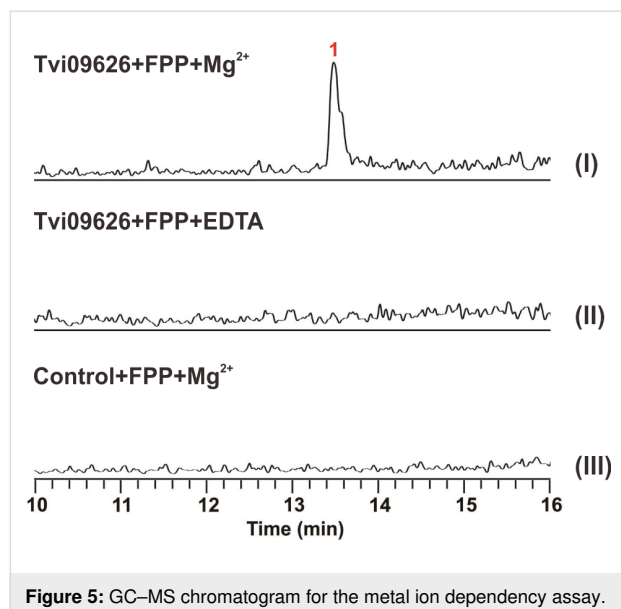 1
Tvi09626+FPP+Mg²⁺
(I)
Tvi09626+FPP+EDTA
(II)
Control+FPP+Mg²⁺
(III)
10 11 12 13 14 15 16
Time (min)
Figure 5: GC–MS chromatogram for the metal ion dependency assay.